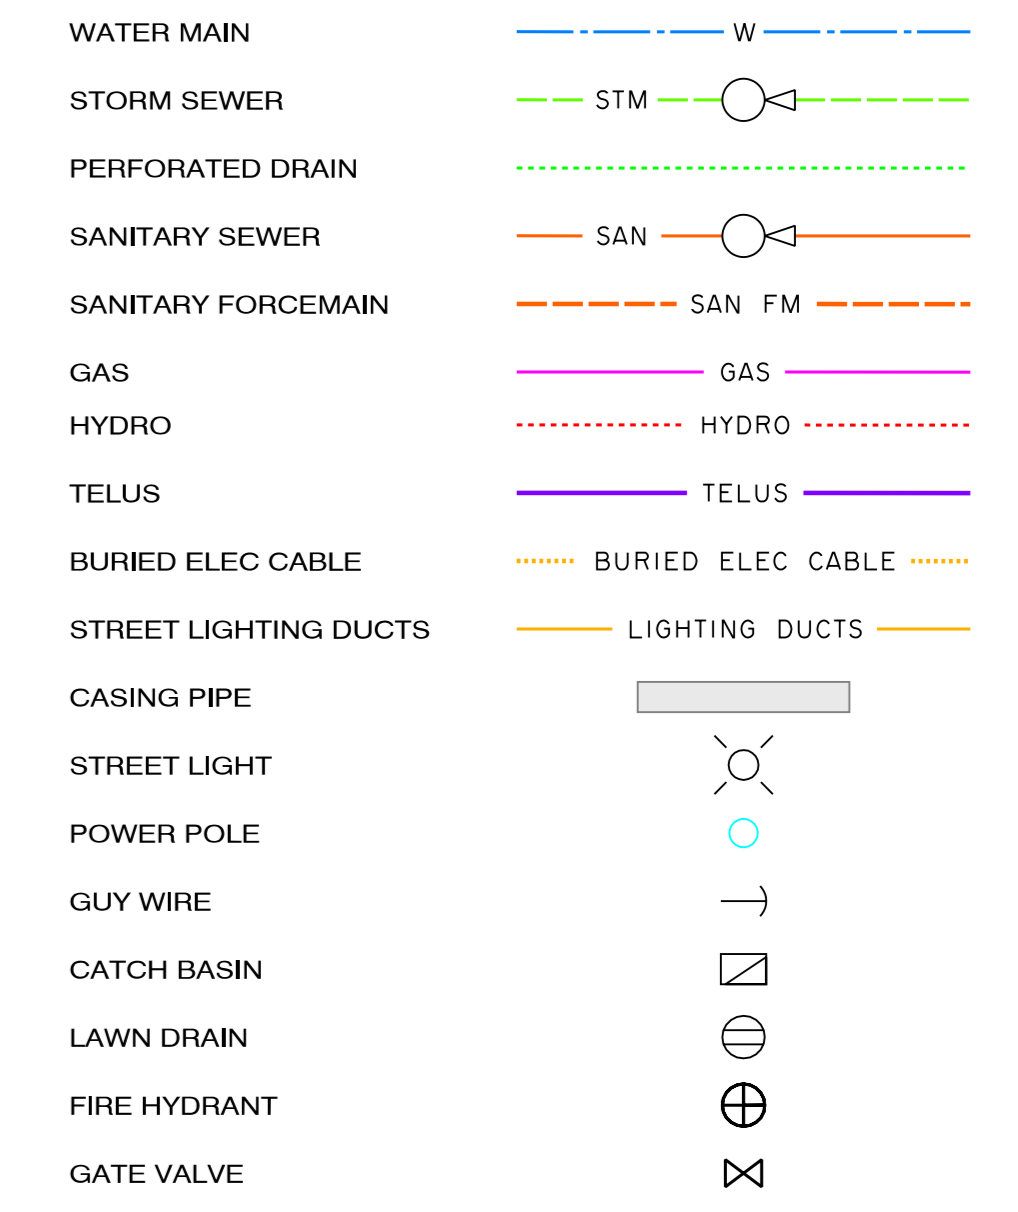 WATER MAIN W
STORM SEWER STM
PERFORATED DRAIN
SANITARY SEWER SAN
SANITARY FORCEMAIN SAN FM
GAS GAS
HYDRO HYDRO
TELUS TELUS
BURIED ELEC CABLE BURIED ELEC CABLE
STREET LIGHTING DUCTS LIGHTING DUCTS
CASING PIPE
STREET LIGHT
POWER POLE
GUY WIRE
CATCH BASIN
LAWN DRAIN
FIRE HYDRANT
GATE VALVE